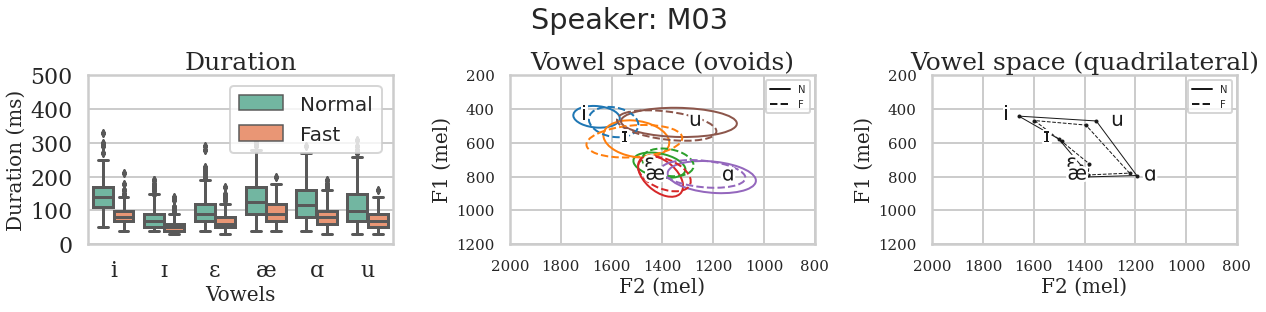 Speaker: M03
Duration
500
400
300
200
100
0
Duration (ms)
Normal
Fast
i ɪ ɛ æ ɑ u
Vowels
Vowel space (ovoids)
200
400
600
800
1000
1200
F1 (mel)
N
F
i
u
ɪ
ɛ
æ
ɑ
2000 1800 1600 1400 1200 1000 800
F2 (mel)
Vowel space (quadrilateral)
200
400
600
800
1000
1200
F1 (mel)
N
F
i
u
ɪ
ɛ
æ
ɑ
2000 1800 1600 1400 1200 1000 800
F2 (mel)